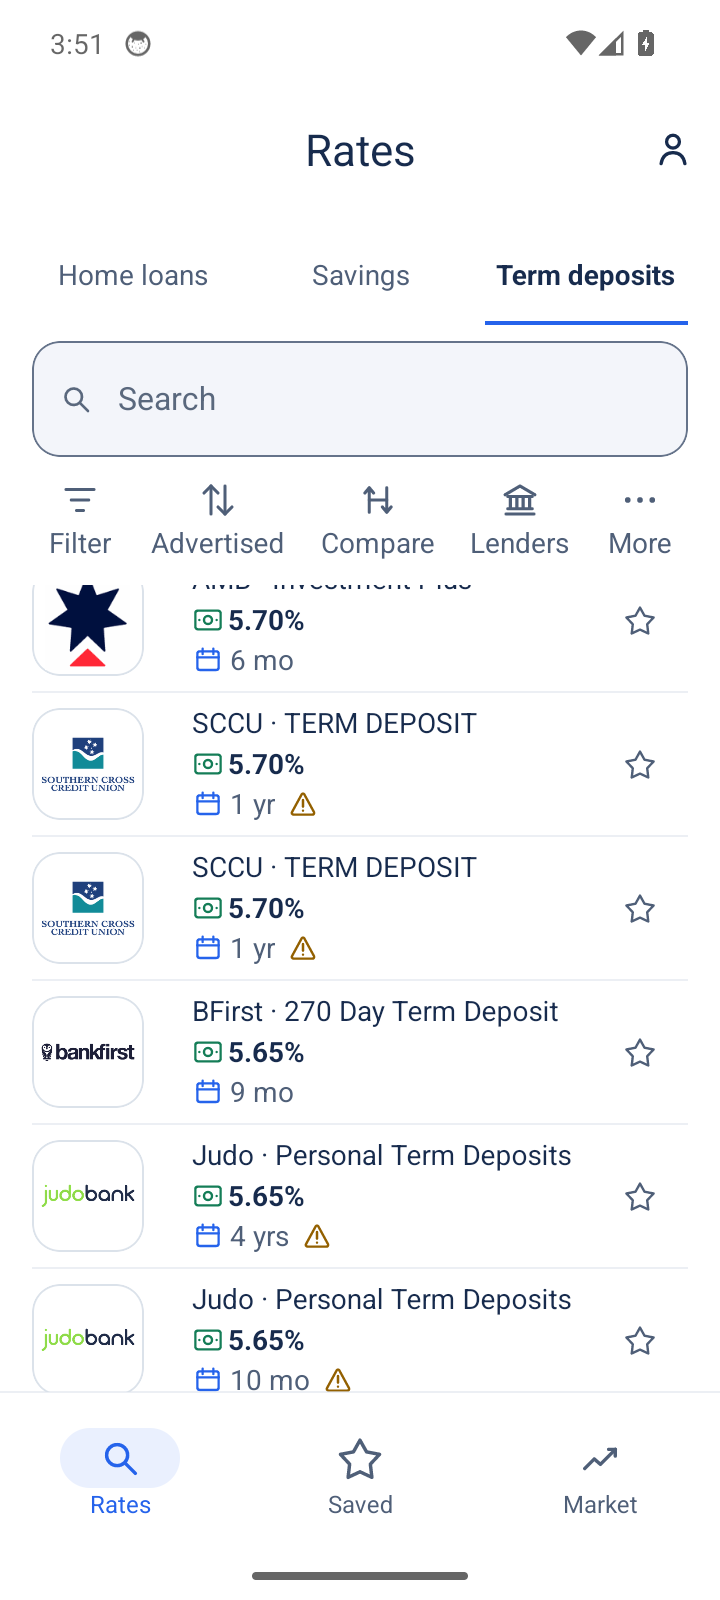 3:51
Rates
Home loans
Savings
Term deposits
Search
Filter
Advertised
Compare
Lenders
More
AMB · Investment Plus
5.70%
6 mo
SOUTHERN CROSS
CREDIT UNION
SCCU · TERM DEPOSIT
5.70%
1 yr
SOUTHERN CROSS
CREDIT UNION
SCCU · TERM DEPOSIT
5.70%
1 yr
bankfirst
BFirst · 270 Day Term Deposit
5.65%
9 mo
judobank
Judo · Personal Term Deposits
5.65%
4 yrs
judobank
Judo · Personal Term Deposits
5.65%
10 mo
Rates
Saved
Market